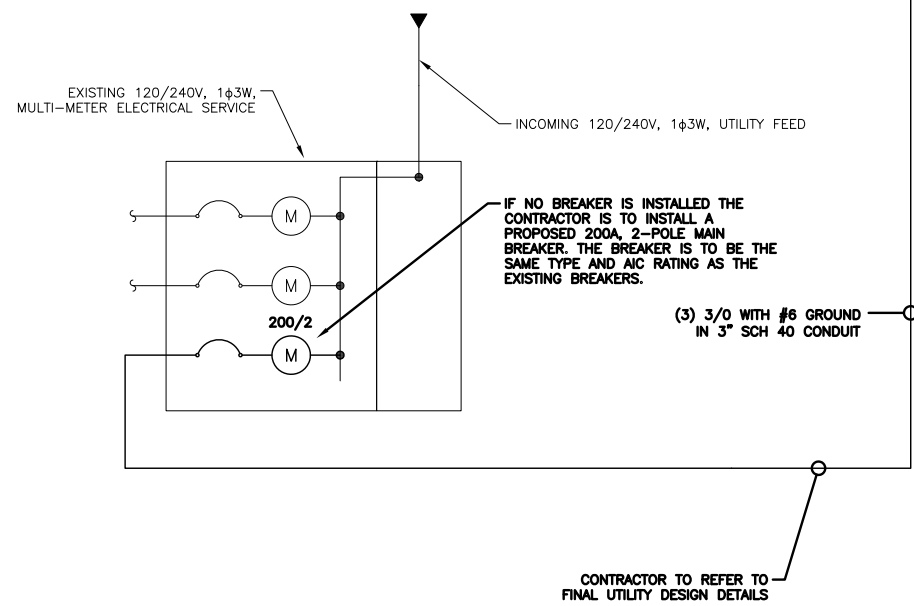 EXISTING 120/240V, 1ϕ3W,
MULTI-METER ELECTRICAL SERVICE
INCOMING 120/240V, 1ϕ3W, UTILITY FEED
M
M
200/2
M
IF NO BREAKER IS INSTALLED THE
CONTRACTOR IS TO INSTALL A
PROPOSED 200A, 2-POLE MAIN
BREAKER. THE BREAKER IS TO BE THE
SAME TYPE AND AIC RATING AS THE
EXISTING BREAKERS.
(3) 3/0 WITH #6 GROUND
IN 3" SCH 40 CONDUIT
CONTRACTOR TO REFER TO
FINAL UTILITY DESIGN DETAILS